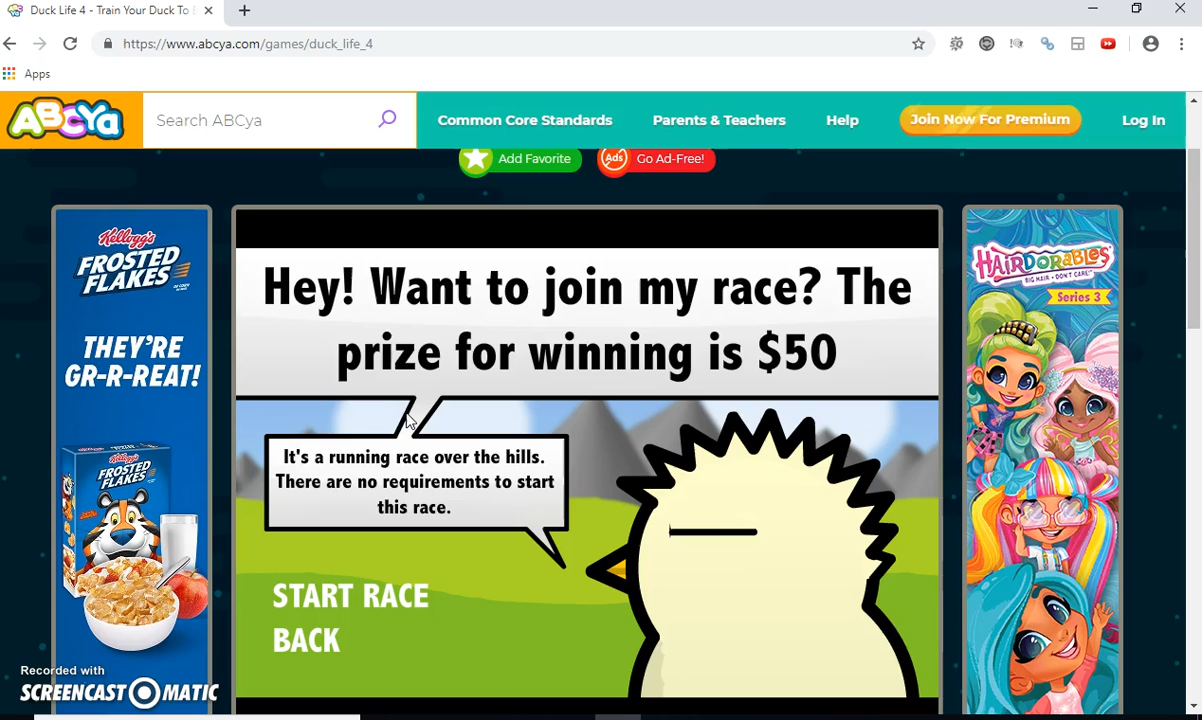 Duck Life 4 - Train Your Duck To
https://www.abcya.com/games/duck_life_4
Apps
ABCYa
Search ABCya
Common Core Standards
Parents & Teachers
Help
Join Now For Premium
Log In
Add Favorite
Ads
Go Ad-Free!
Kellogg's
FROSTED
FLAKES
THEY'RE
GR-R-REAT!
Kellogg's
FROSTED
FLAKES
Hey! Want to join my race? The
prize for winning is $50
It's a running race over the hills.
There are no requirements to start
this race.
START RACE
BACK
HAIRDORABLES
BIG HAIR • DON'T CARE
Series 3
Recorded with
SCREENCAST-O-MATIC